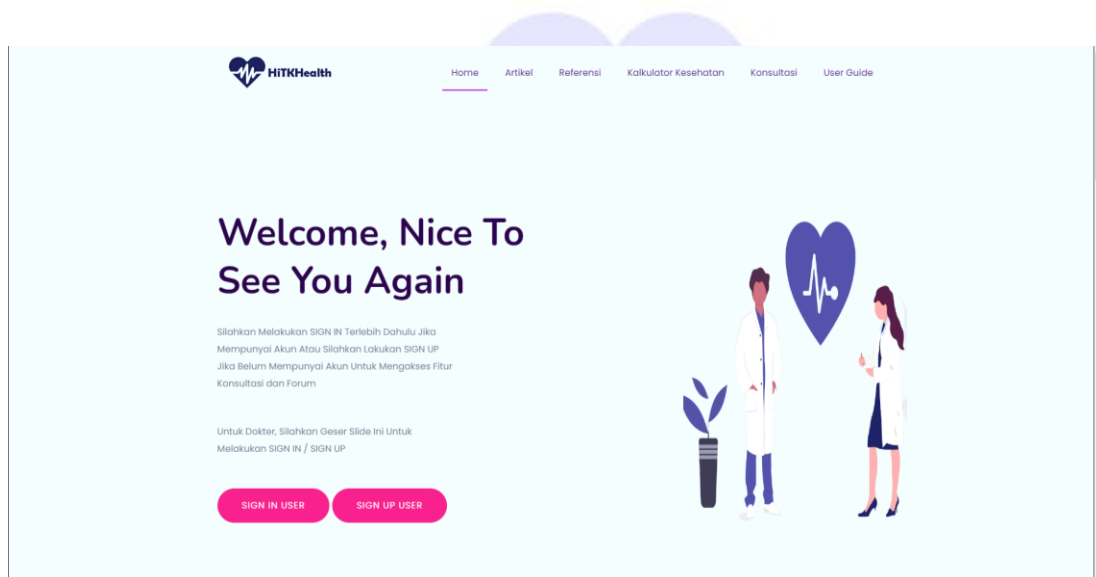 HiTKHealth
Home Artikel Referensi Kalkulator Kesehatan Konsultasi User Guide
Welcome, Nice To
See You Again
Silahkan Melakukan SIGN IN Terlebih Dahulu Jika
Mempunyai Akun Atau Silahkan Lakukan SIGN UP
Jika Belum Mempunyai Akun Untuk Mengakses Fitur
Konsultasi dan Forum
Untuk Dokter, Silahkan Geser Slide Ini Untuk
Melakukan SIGN IN / SIGN UP
SIGN IN USER SIGN UP USER